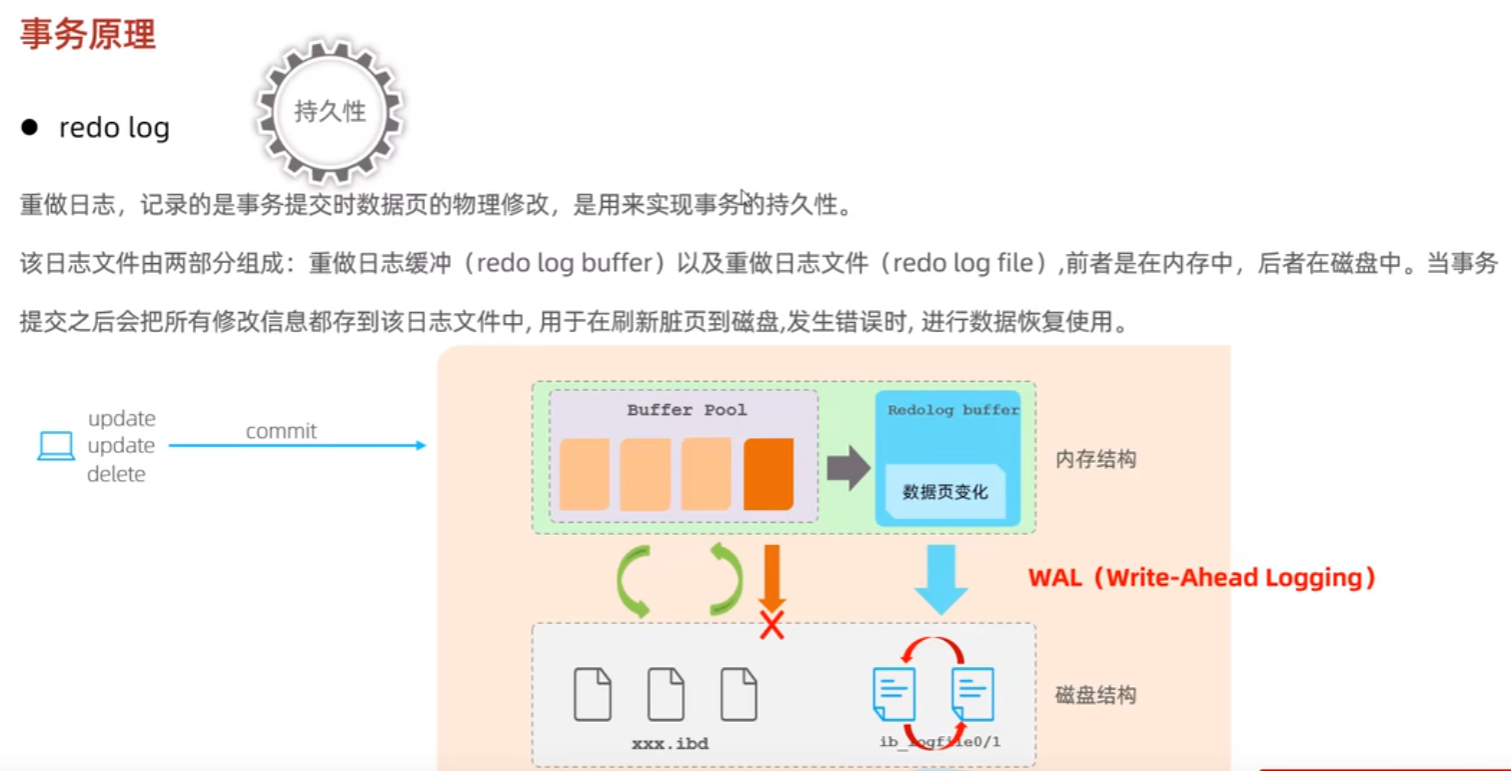 事务原理
持久性
redo log
重做日志，记录的是事务提交时数据页的物理修改，是用来实现事务的持久性。
该日志文件由两部分组成：重做日志缓冲（redo log buffer）以及重做日志文件（redo log file）,前者是在内存中，后者在磁盘中。当事务
提交之后会把所有修改信息都存到该日志文件中, 用于在刷新脏页到磁盘,发生错误时, 进行数据恢复使用。
update
update
delete
commit
Buffer Pool
Redolog buffer
数据页变化
内存结构
WAL（Write-Ahead Logging）
磁盘结构
xxx.ibd
ib_logfile0/1